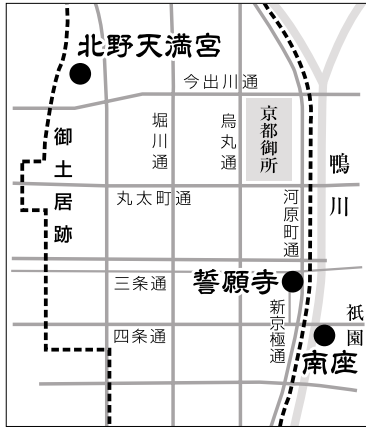 北野天満宮
今出川通
京都御所
烏丸通
堀川通
御土居跡
鴨川
丸太町通
河原町通
誓願寺
三条通
新京極通
祇園
四条通
南座